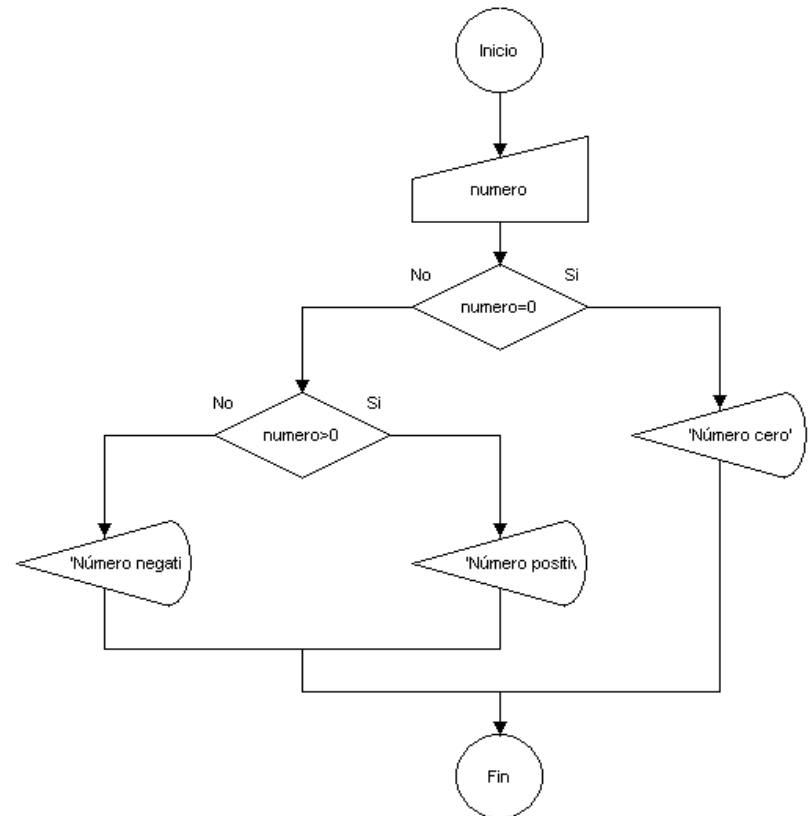 Inicio
numero
No
Si
numero=0
No
Si
numero>0
'Número cero'
'Número negati
'Número positiv
Fin